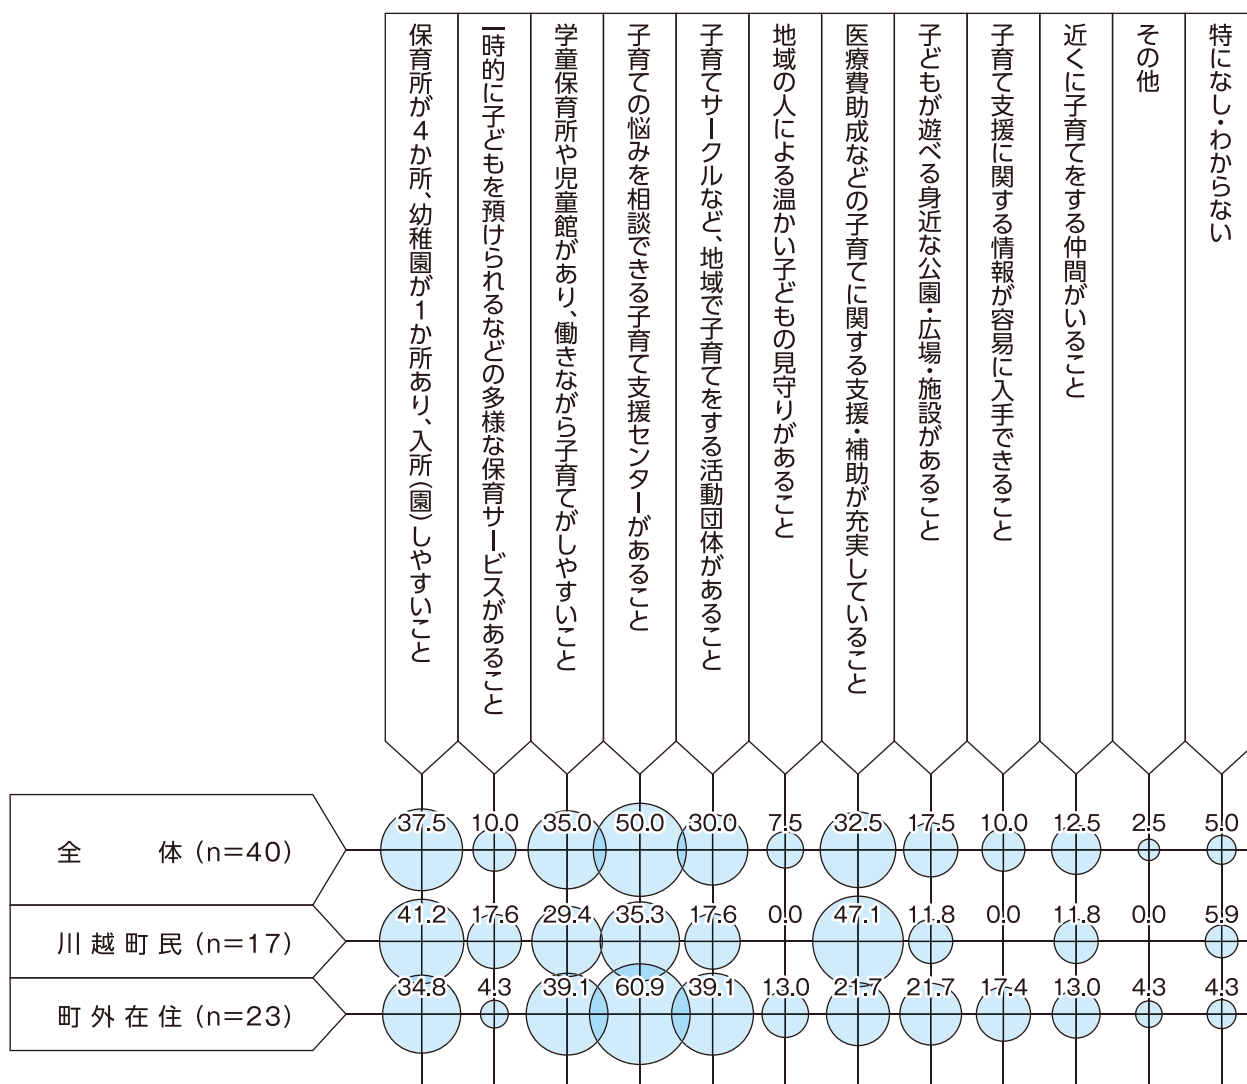 保育所が4か所、幼稚園が1か所あり、入所(園)しやすいこと
一時的に子どもを預けられるなどの多様な保育サービスがあること
学童保育所や児童館があり、働きながら子育てがしやすいこと
子育ての悩みを相談できる子育て支援センターがあること
子育てサークルなど、地域で子育てをする活動団体があること
地域の人による温かい子どもの見守りがあること
医療費助成などの子育てに関する支援・補助が充実していること
子どもが遊べる身近な公園・広場・施設があること
子育て支援に関する情報が容易に入手できること
近くに子育てをする仲間がいること
その他
特になし・わからない
全 体 (n=40) 37.5 10.0 35.0 50.0 30.0 7.5 32.5 17.5 10.0 12.5 2.5 5.0
川越町民 (n=17) 41.2 17.6 29.4 35.3 17.6 0.0 47.1 11.8 0.0 11.8 0.0 5.9
町外在住 (n=23) 34.8 4.3 39.1 60.9 39.1 13.0 21.7 21.7 17.4 13.0 4.3 4.3